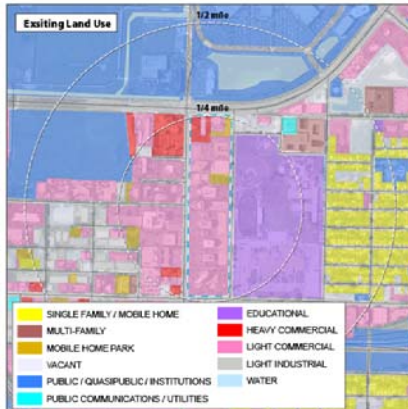 Exsiting Land Use
1/2 mile
1/4 mile
SINGLE FAMILY / MOBILE HOME
MULTI-FAMILY
MOBILE HOME PARK
VACANT
PUBLIC / QUASIPUBLIC / INSTITUTIONS
PUBLIC COMMUNICATIONS / UTILITIES
EDUCATIONAL
HEAVY COMMERCIAL
LIGHT COMMERCIAL
LIGHT INDUSTRIAL
WATER